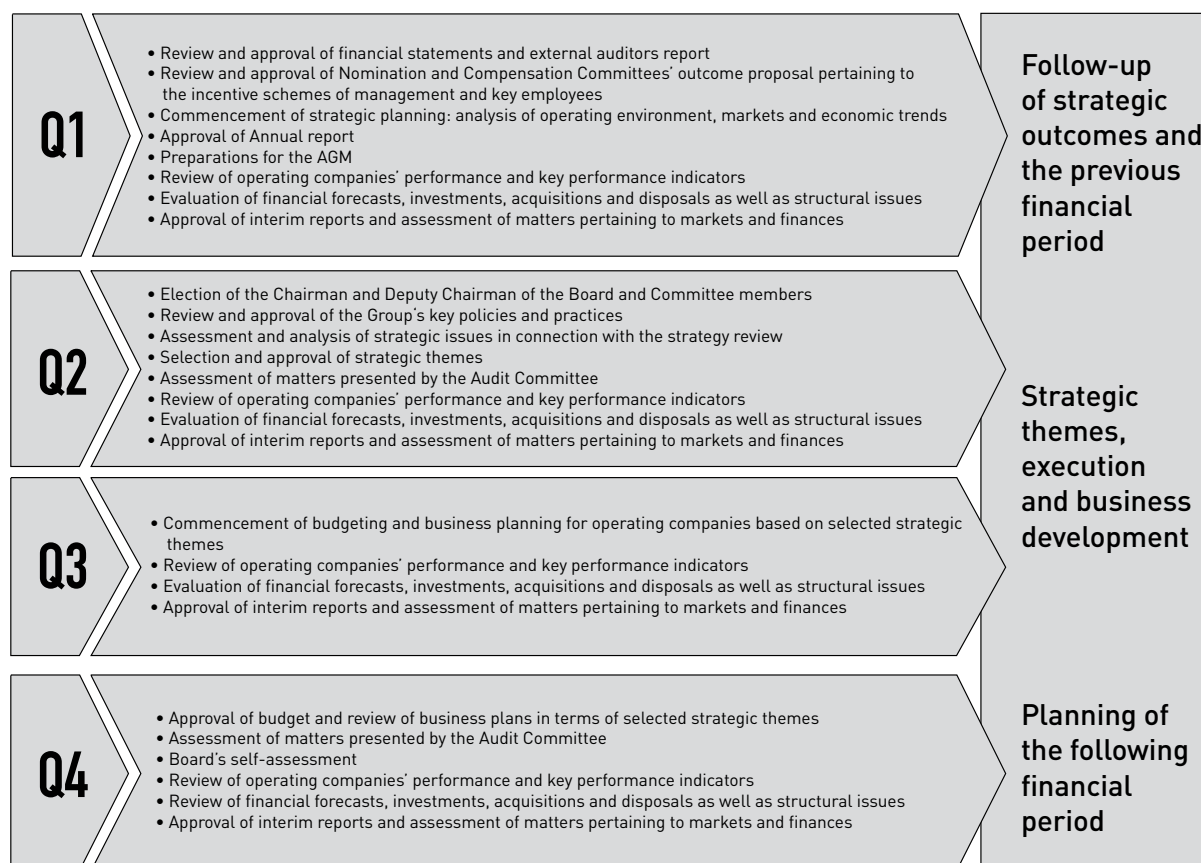 Q1
• Review and approval of financial statements and external auditors report
• Review and approval of Nomination and Compensation Committees' outcome proposal pertaining to
the incentive schemes of management and key employees
• Commencement of strategic planning: analysis of operating environment, markets and economic trends
• Approval of Annual report
• Preparations for the AGM
• Review of operating companies' performance and key performance indicators
• Evaluation of financial forecasts, investments, acquisitions and disposals as well as structural issues
• Approval of interim reports and assessment of matters pertaining to markets and finances
Follow-up
of strategic
outcomes and
the previous
financial
period
Q2
• Election of the Chairman and Deputy Chairman of the Board and Committee members
• Review and approval of the Group's key policies and practices
• Assessment and analysis of strategic issues in connection with the strategy review
• Selection and approval of strategic themes
• Assessment of matters presented by the Audit Committee
• Review of operating companies' performance and key performance indicators
• Evaluation of financial forecasts, investments, acquisitions and disposals as well as structural issues
• Approval of interim reports and assessment of matters pertaining to markets and finances
Strategic
themes,
execution
and business
development
Q3
• Commencement of budgeting and business planning for operating companies based on selected strategic
themes
• Review of operating companies' performance and key performance indicators
• Evaluation of financial forecasts, investments, acquisitions and disposals as well as structural issues
• Approval of interim reports and assessment of matters pertaining to markets and finances
Q4
• Approval of budget and review of business plans in terms of selected strategic themes
• Assessment of matters presented by the Audit Committee
• Board's self-assessment
• Review of operating companies' performance and key performance indicators
• Review of financial forecasts, investments, acquisitions and disposals as well as structural issues
• Approval of interim reports and assessment of matters pertaining to markets and finances
Planning of
the following
financial
period